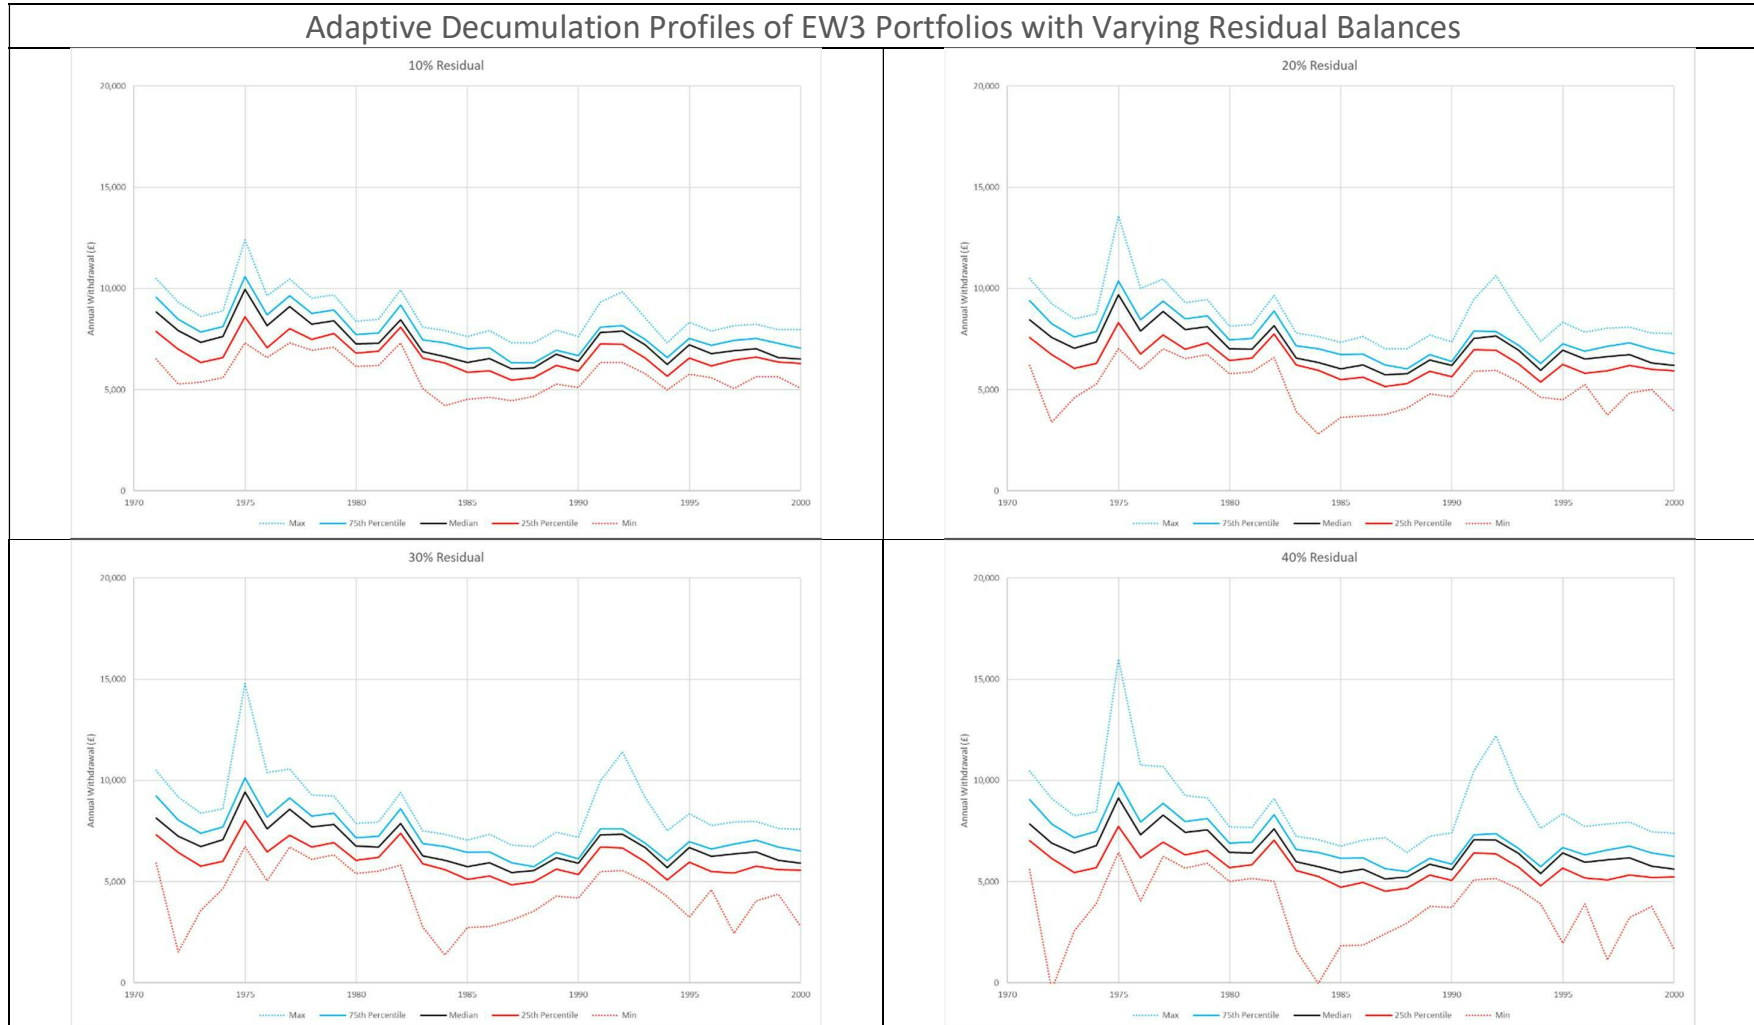 Adaptive Decumulation Profiles of EW3 Portfolios with Varying Residual Balances
10% Residual
20,000
15,000
10,000
5,000
0
Annual Withdrawal (£)
1970 1975 1980 1985 1990 1995 2000
Max 75th Percentile Median 25th Percentile Min
20% Residual
20,000
15,000
10,000
5,000
0
Annual Withdrawal (£)
1970 1975 1980 1985 1990 1995 2000
Max 75th Percentile Median 25th Percentile Min
30% Residual
20,000
15,000
10,000
5,000
0
Annual Withdrawal (£)
1970 1975 1980 1985 1990 1995 2000
Max 75th Percentile Median 25th Percentile Min
40% Residual
20,000
15,000
10,000
5,000
0
Annual Withdrawal (£)
1970 1975 1980 1985 1990 1995 2000
Max 75th Percentile Median 25th Percentile Min